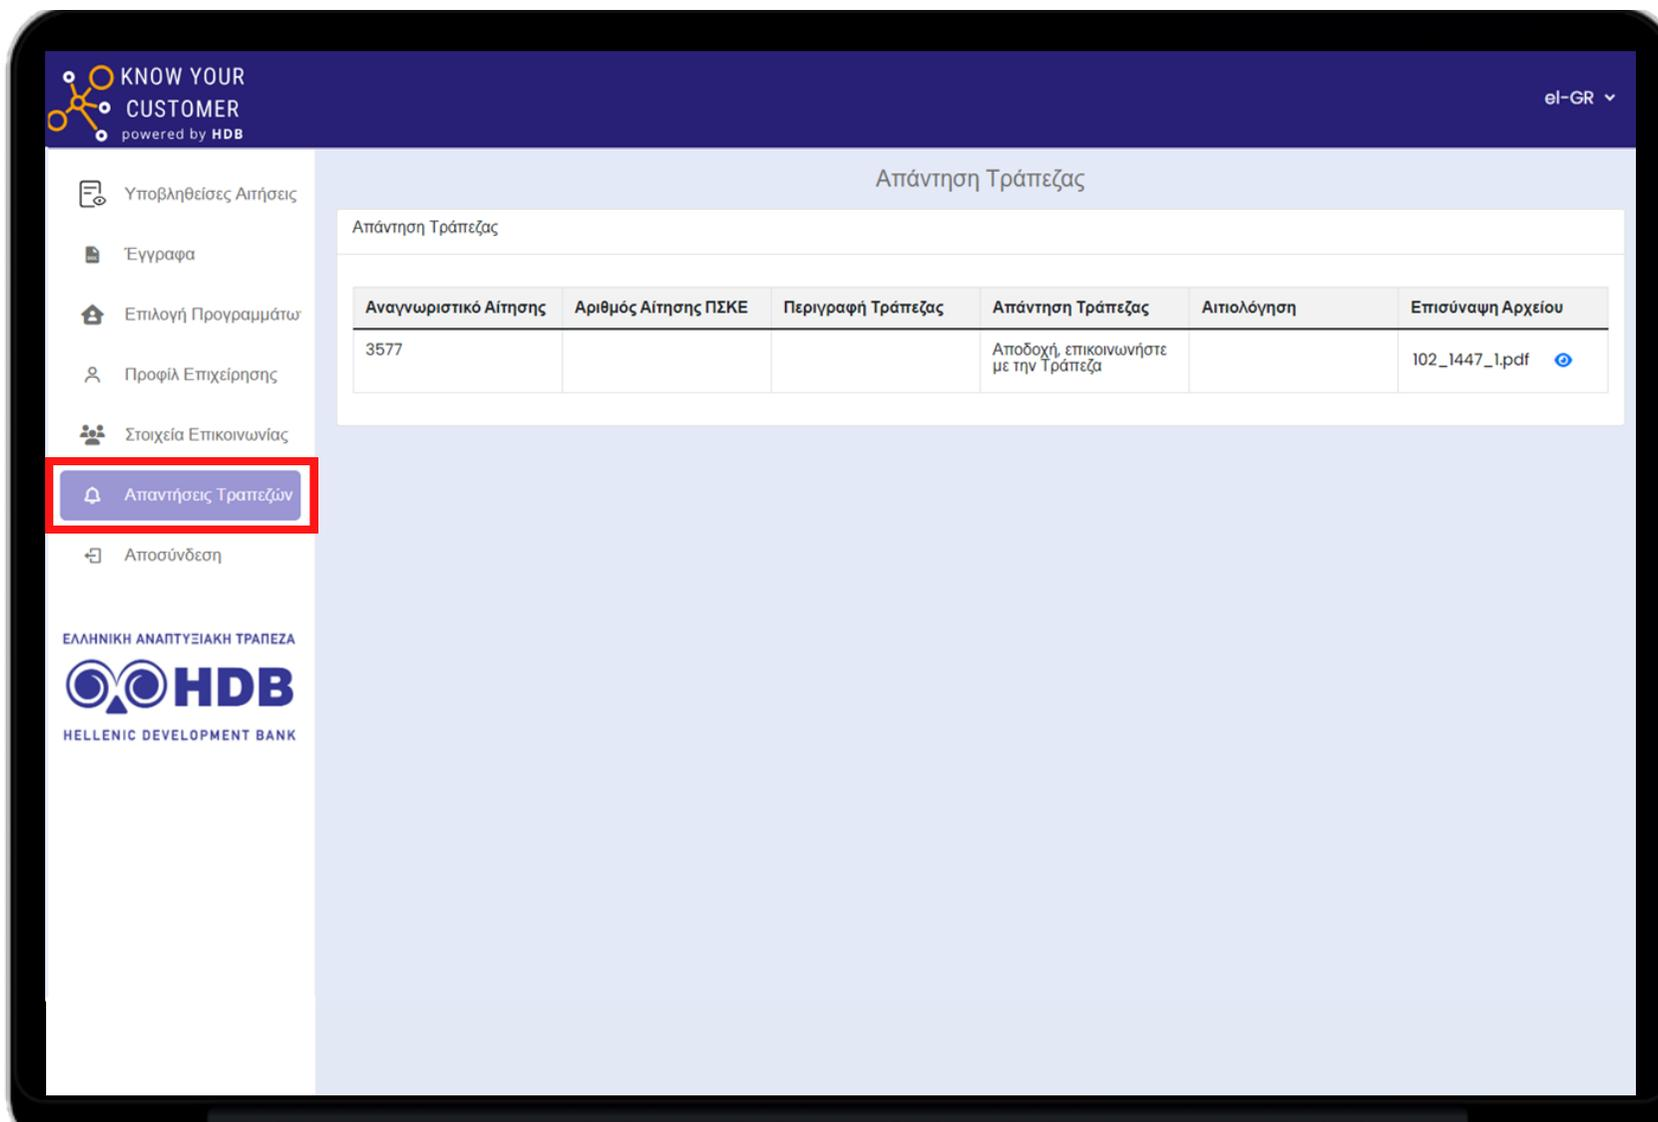 KNOW YOUR
CUSTOMER
powered by HDB
el-GR
Υποβληθείσες Αιτήσεις
Έγγραφα
Επιλογή Προγραμμάτω
Προφίλ Επιχείρησης
Στοιχεία Επικοινωνίας
Απαντήσεις Τραπεζών
Αποσύνδεση
ΕΛΛΗΝΙΚΗ ΑΝΑΠΤΥΞΙΑΚΗ ΤΡΑΠΕΖΑ
HDB
HELLENIC DEVELOPMENT BANK
Απάντηση Τράπεζας
Απάντηση Τράπεζας
Αναγνωριστικό Αίτησης Αριθμός Αίτησης ΠΣΚΕ Περιγραφή Τράπεζας Απάντηση Τράπεζας Αιτιολόγηση Επισύναψη Αρχείου
3577 Αποδοχή, επικοινωνήστε
με την Τράπεζα
102_1447_1.pdf